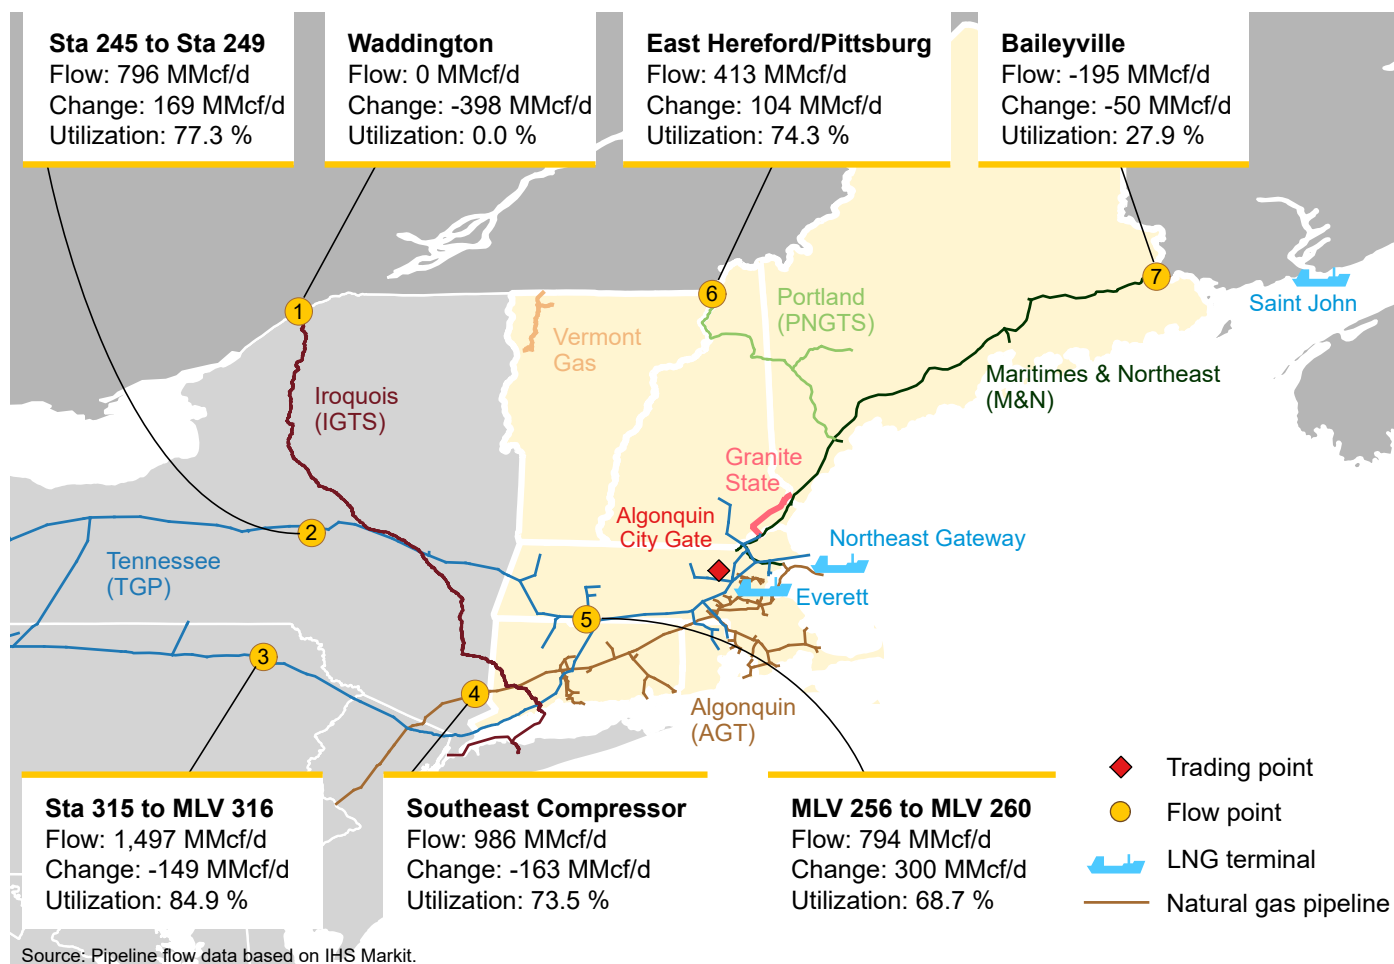 Sta 245 to Sta 249
Flow: 796 MMcf/d
Change: 169 MMcf/d
Utilization: 77.3 %
Waddington
Flow: 0 MMcf/d
Change: -398 MMcf/d
Utilization: 0.0 %
East Hereford/Pittsburg
Flow: 413 MMcf/d
Change: 104 MMcf/d
Utilization: 74.3 %
Baileyville
Flow: -195 MMcf/d
Change: -50 MMcf/d
Utilization: 27.9 %
1
6
7
Saint John
Portland
(PNGTS)
Vermont
Gas
Maritimes & Northeast
(M&N)
Iroquois
(IGTS)
Granite
State
Algonquin
City Gate
2
Northeast Gateway
Tennessee
(TGP)
Everett
5
3
4
Algonquin
(AGT)
Sta 315 to MLV 316
Flow: 1,497 MMcf/d
Change: -149 MMcf/d
Utilization: 84.9 %
Southeast Compressor
Flow: 986 MMcf/d
Change: -163 MMcf/d
Utilization: 73.5 %
MLV 256 to MLV 260
Flow: 794 MMcf/d
Change: 300 MMcf/d
Utilization: 68.7 %
Trading point
Flow point
LNG terminal
Natural gas pipeline
Source: Pipeline flow data based on IHS Markit.